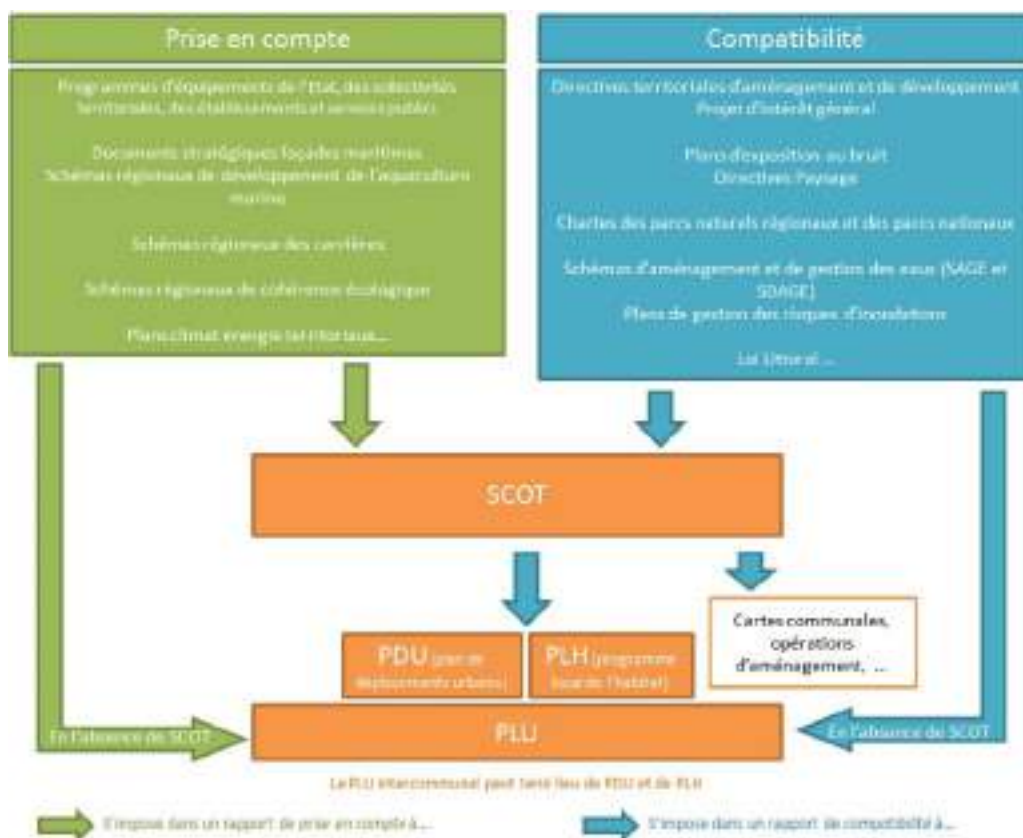 Prise en compte
Programmes d'équipements de l'Etat, des collectivités
territoriales, des établissements et services publics
Documents stratégiques façades maritimes
Schémas régionaux de développement de l'aquaculture
marine
Schémas régionaux des carrières
Schémas régionaux de cohérence écologique
Plans climat énergie territoriaux...
Compatibilité
Directives territoriales d'aménagement et de développement
Projet d'intérêt général
Plans d'exposition au bruit
Directives Paysage
Chartes des parcs naturels régionaux et des parcs nationaux
Schémas d'aménagement et de gestion des eaux (SAGE et
SDAGE)
Plans de gestion des risques d'inondations
Loi Littoral ...
SCOT
PDU (plan de
déplacements urbains)
PLH (programme
local de l'habitat)
Cartes communales,
opérations
d'aménagement, ...
En l'absence de SCOT
PLU
En l'absence de SCOT
Le PLU intercommunal peut tenir lieu de PDU et de PLH
S'impose dans un rapport de prise en compte à...
S'impose dans un rapport de compatibilité à...